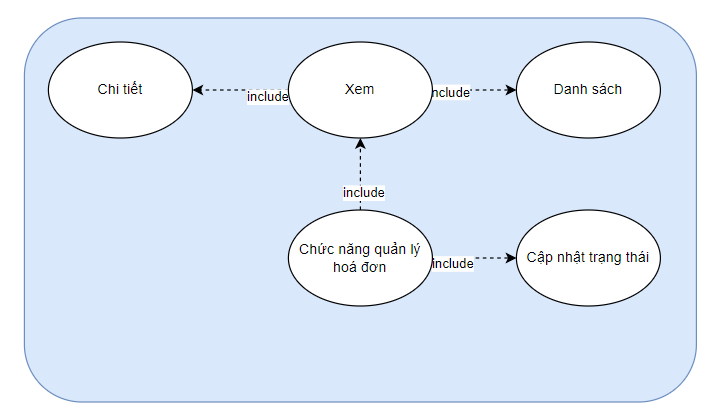 Chi tiết
include
Xem
include
Danh sách
include
Chức năng quản lý
hoá đơn
include
Cập nhật trạng thái